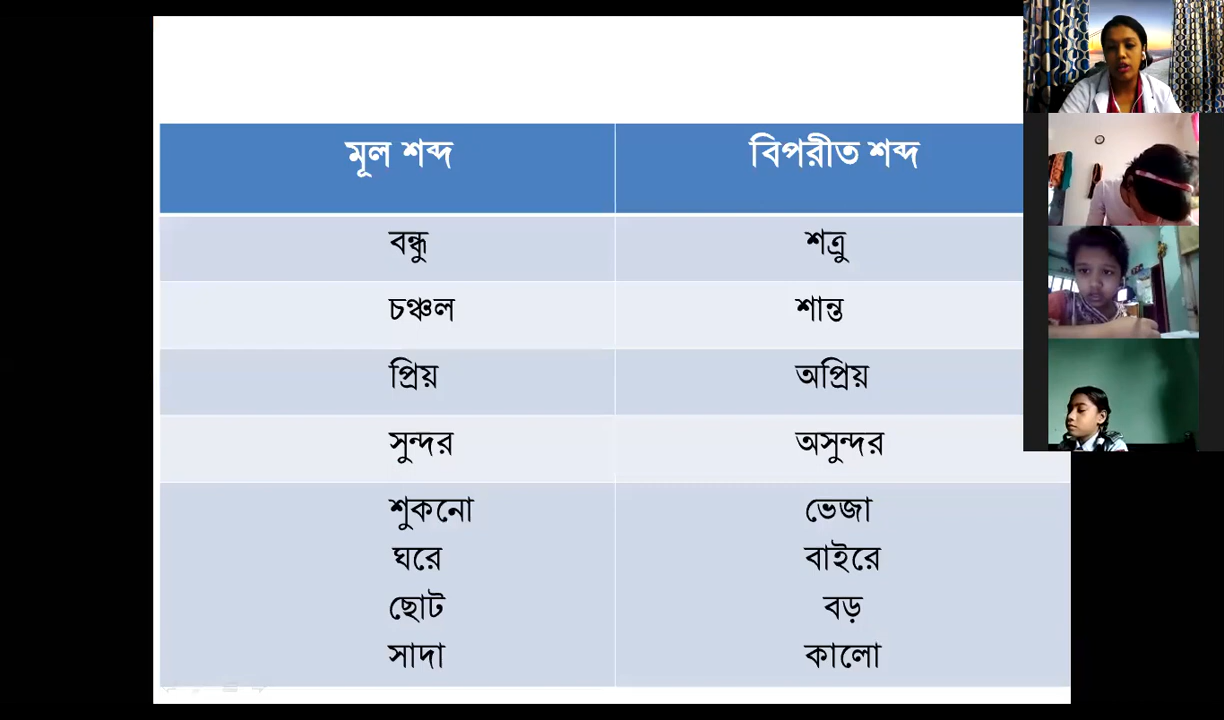 মূল শব্দ বিপরীত শব্দ
বন্ধু শত্রু
চঞ্চল শান্ত
প্রিয় অপ্রিয়
সুন্দর অসুন্দর
শুকনো ভেজা
ঘরে বাইরে
ছোট বড়
সাদা কালো